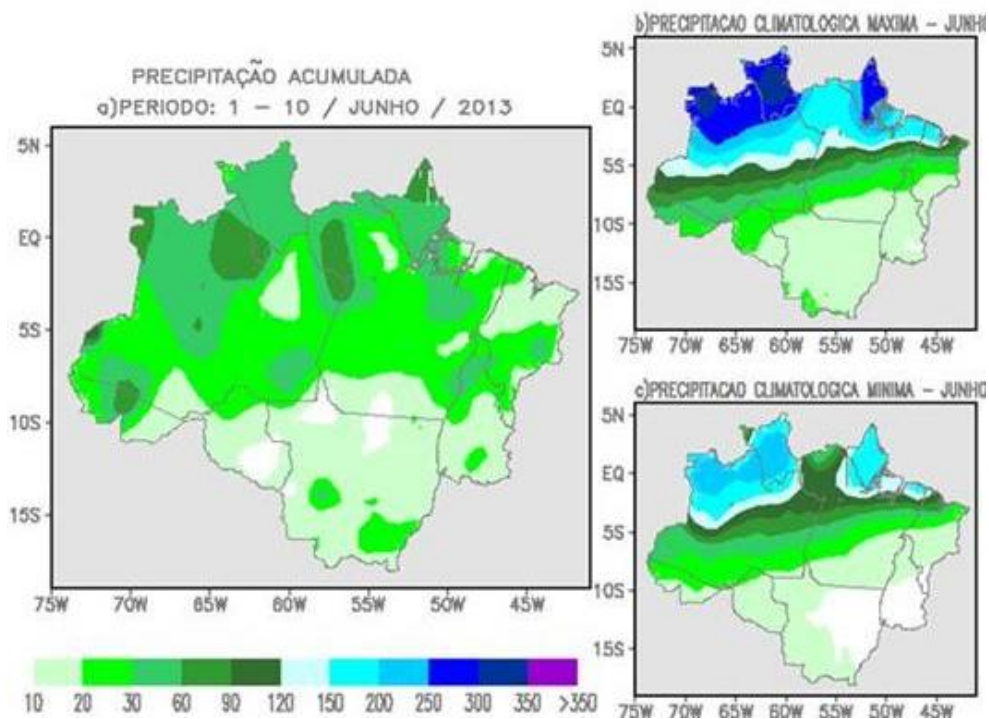 PRECIPITAÇÃO ACUMULADA
a)PERIODO: 1 – 10 / JUNHO / 2013
5N
EQ
5S
10S
15S
75W 70W 65W 60W 55W 50W 45W
10 20 30 60 90 120 150 200 250 300 350 >350
b)PRECIPITACAO CLIMATOLOGICA MAXIMA – JUNHO
5N
EQ
5S
10S
15S
75W 70W 65W 60W 55W 50W 45W
c)PRECIPITACAO CLIMATOLOGICA MINIMA – JUNHO
5N
EQ
5S
10S
15S
75W 70W 65W 60W 55W 50W 45W